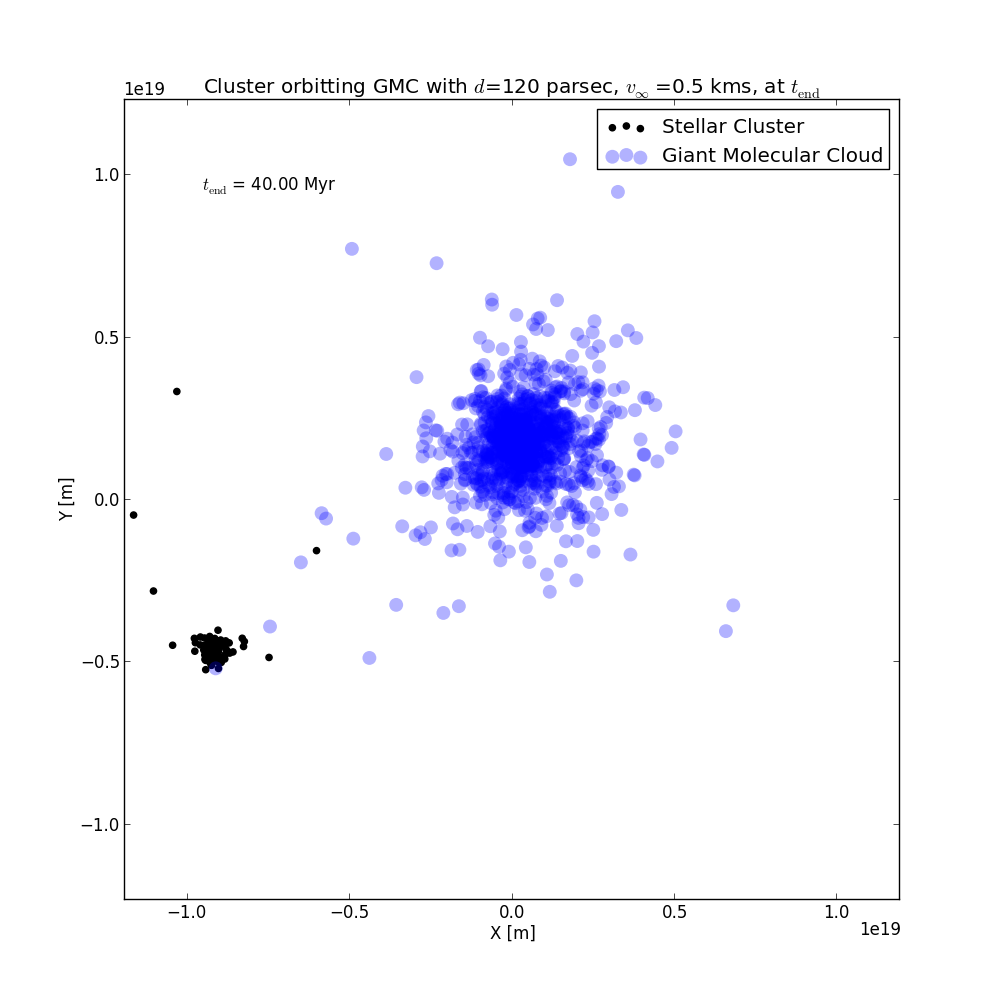 Cluster orbitting GMC with d=120 parsec, v∞ =0.5 kms, at t_end
1e19
Stellar Cluster
Giant Molecular Cloud
t_end = 40.00 Myr
1.0
0.5
0.0
−0.5
−1.0
Y [m]
−1.0 −0.5 0.0 0.5 1.0
1e19
X [m]